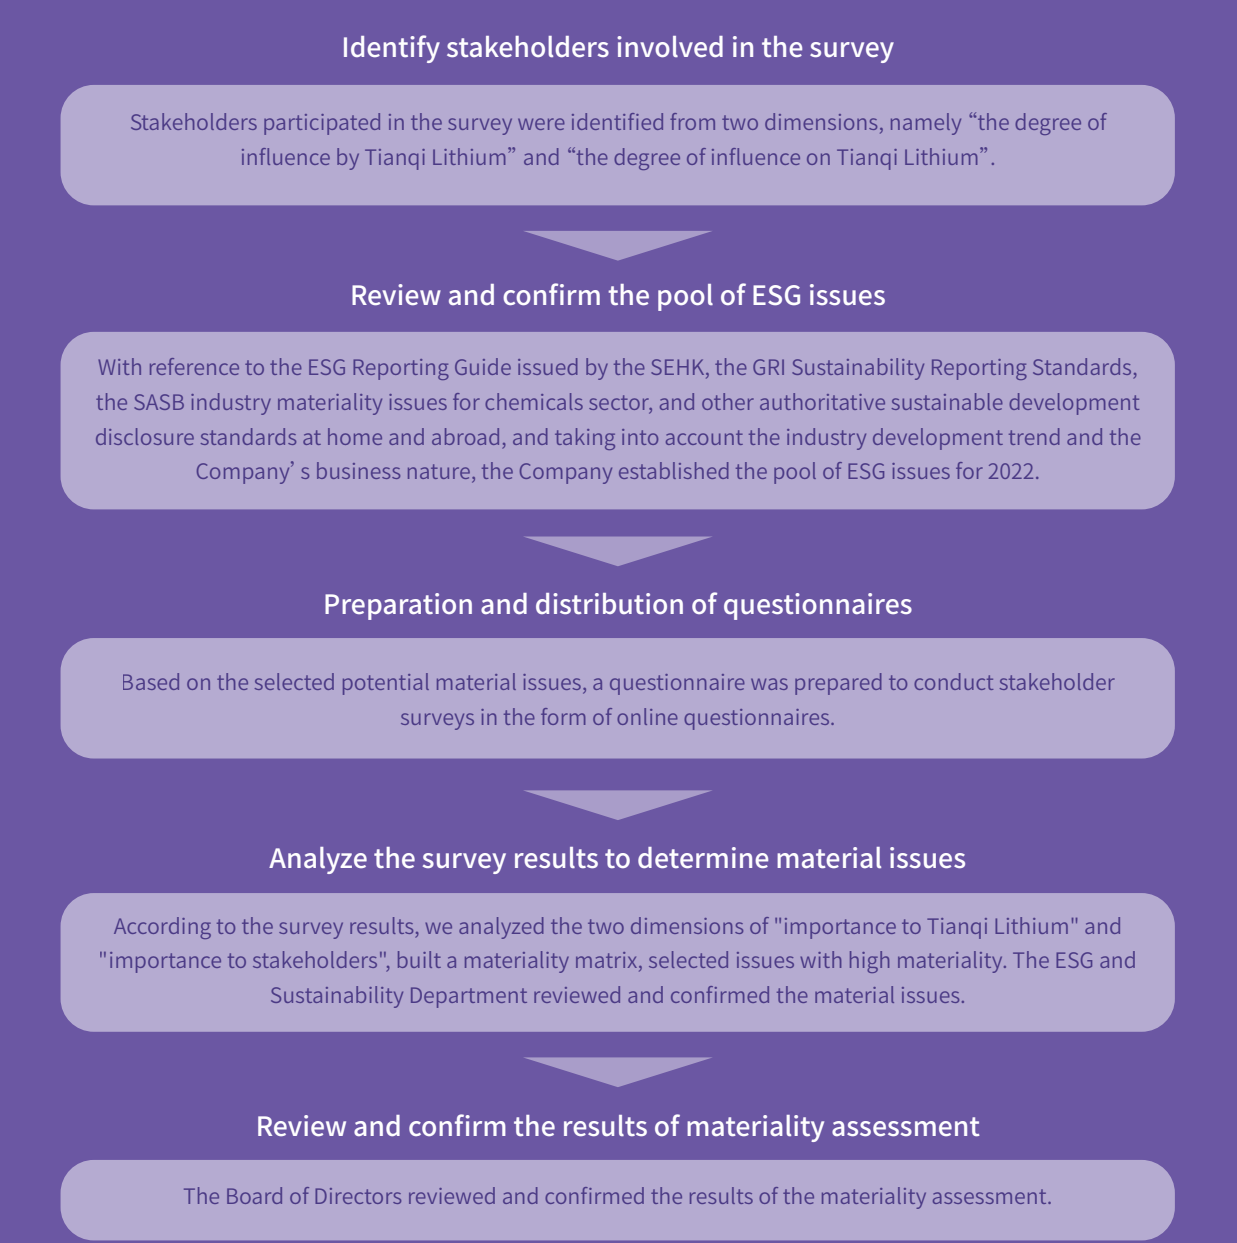 Identify stakeholders involved in the survey
Stakeholders participated in the survey were identified from two dimensions, namely “the degree of
influence by Tianqi Lithium” and “the degree of influence on Tianqi Lithium”.
Review and confirm the pool of ESG issues
With reference to the ESG Reporting Guide issued by the SEHK, the GRI Sustainability Reporting Standards,
the SASB industry materiality issues for chemicals sector, and other authoritative sustainable development
disclosure standards at home and abroad, and taking into account the industry development trend and the
Company’ s business nature, the Company established the pool of ESG issues for 2022.
Preparation and distribution of questionnaires
Based on the selected potential material issues, a questionnaire was prepared to conduct stakeholder
surveys in the form of online questionnaires.
Analyze the survey results to determine material issues
According to the survey results, we analyzed the two dimensions of "importance to Tianqi Lithium" and
"importance to stakeholders", built a materiality matrix, selected issues with high materiality. The ESG and
Sustainability Department reviewed and confirmed the material issues.
Review and confirm the results of materiality assessment
The Board of Directors reviewed and confirmed the results of the materiality assessment.